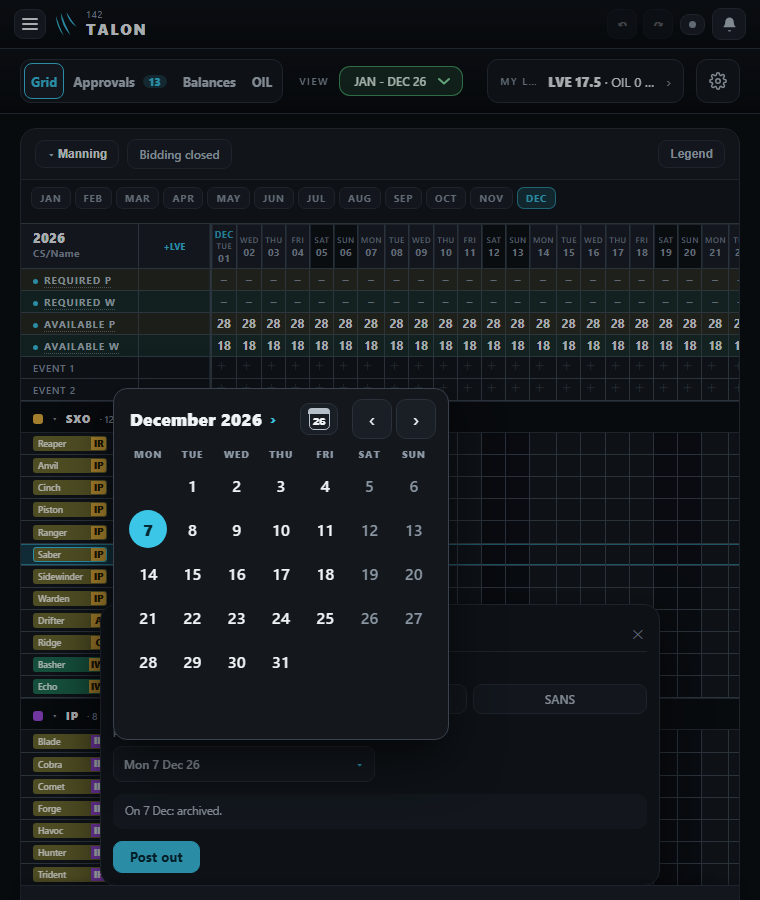 142
TALON
Grid Approvals 13 Balances OIL VIEW JAN - DEC 26 MY L... LVE 17.5 · OIL 0 ... ›
Manning Bidding closed Legend
JAN FEB MAR APR MAY JUN JUL AUG SEP OCT NOV DEC
2026
CS/Name
+LVE
DEC
TUE WED THU FRI SAT SUN MON TUE WED THU FRI SAT SUN MON TUE WED THU FRI SAT SUN MON
01 02 03 04 05 06 07 08 09 10 11 12 13 14 15 16 17 18 19 20 21
REQUIRED P – – – – – – – – – – – – – – – – – – – – –
REQUIRED W – – – – – – – – – – – – – – – – – – – – –
AVAILABLE P 28 28 28 28 28 28 28 28 28 28 28 28 28 28 28 28 28 28 28 28 28
AVAILABLE W 18 18 18 18 18 18 18 18 18 18 18 18 18 18 18 18 18 18 18 18 18
EVENT 1 + + + + + + + + + + + + + + + + + + + + +
EVENT 2 + + + + + + + + + + + + + + + + + + + + +
SXO · 12
Reaper IR
Anvil IP
Cinch IP
Piston IP
Ranger IP
Saber IP
Sidewinder IP
Warden IP
Drifter
Ridge
Basher
Echo
IP · 8
Blade
Cobra
Comet
Forge
Havoc
Hunter
Trident
December 2026 ›
26 ‹ ›
MON TUE WED THU FRI SAT SUN
1 2 3 4 5 6
7 8 9 10 11 12 13
14 15 16 17 18 19 20
21 22 23 24 25 26 27
28 29 30 31
×
SANS
Mon 7 Dec 26
On 7 Dec: archived.
Post out